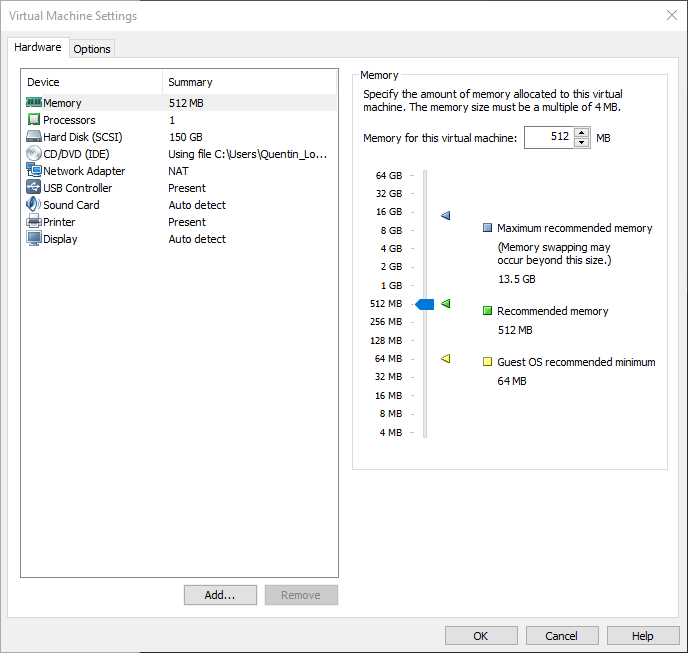 Virtual Machine Settings
Hardware
Options
Device Summary
Memory 512 MB
Processors 1
Hard Disk (SCSI) 150 GB
CD/DVD (IDE) Using file C:\Users\Quentin_Lo...
Network Adapter NAT
USB Controller Present
Sound Card Auto detect
Printer Present
Display Auto detect
Add...
Remove
Memory
Specify the amount of memory allocated to this virtual
machine. The memory size must be a multiple of 4 MB.
Memory for this virtual machine: 512 MB
64 GB
32 GB
16 GB
8 GB
4 GB
2 GB
1 GB
512 MB
256 MB
128 MB
64 MB
32 MB
16 MB
8 MB
4 MB
Maximum recommended memory
(Memory swapping may
occur beyond this size.)
13.5 GB
Recommended memory
512 MB
Guest OS recommended minimum
64 MB
OK
Cancel
Help